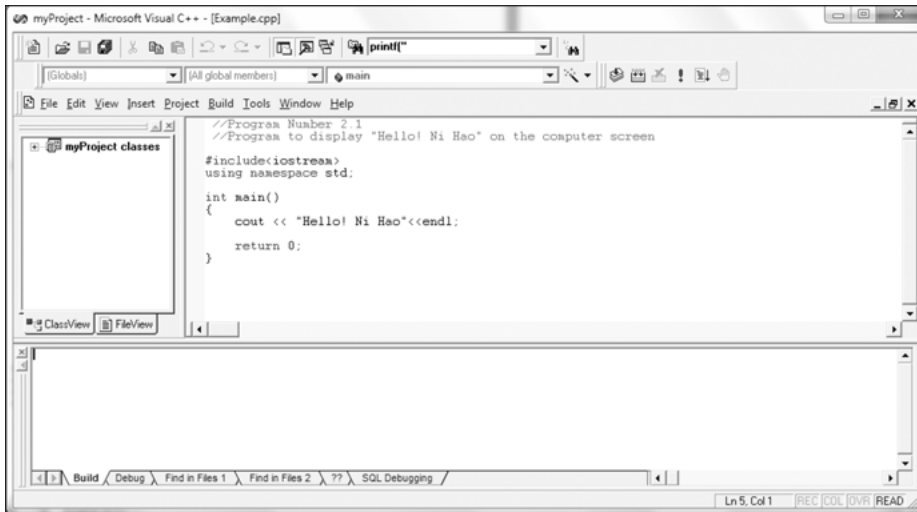 myProject - Microsoft Visual C++ - [Example.cpp]
printf("
(Globals) (All global members) main
File Edit View Insert Project Build Tools Window Help
myProject classes
//Program Number 2.1
//Program to display "Hello! Ni Hao" on the computer screen
#include<iostream>
using namespace std;
int main()
{
cout << "Hello! Ni Hao"<<endl;
return 0;
}
ClassView FileView
Build Debug Find in Files 1 Find in Files 2 ?? SQL Debugging
Ln 5, Col 1 REC COL OVR READ